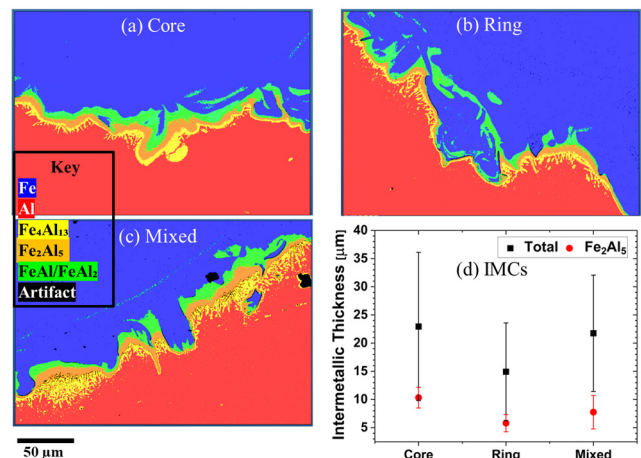 (a) Core
(b) Ring
Key
Fe
Al
Fe₄Al₁₃
Fe₂Al₅
FeAl/FeAl₂
Artifact
(c) Mixed
50 µm
(d) IMCs
Total
Fe₂Al₅
Intermetallic Thickness [µm]
40
35
30
25
20
15
10
5
Core
Ring
Mixed